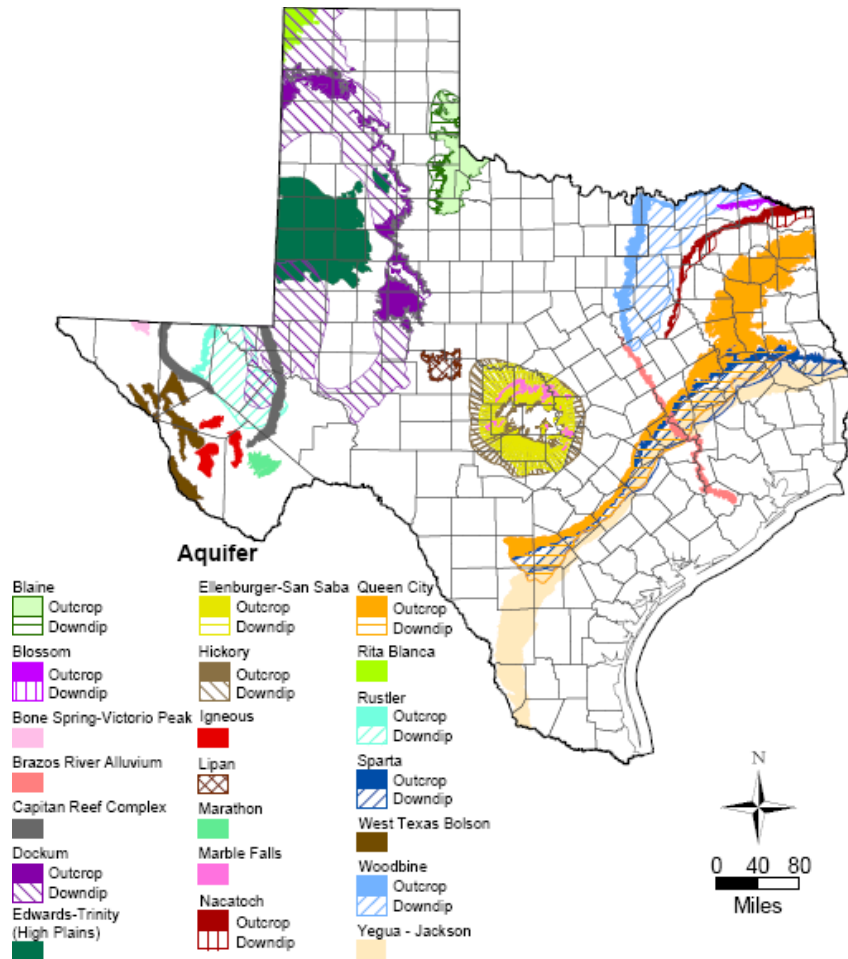 Aquifer
Blaine
Outcrop
Downdip
Blossom
Outcrop
Downdip
Bone Spring-Victorio Peak
Brazos River Alluvium
Capitan Reef Complex
Dockum
Outcrop
Downdip
Edwards-Trinity
(High Plains)
Ellenburger-San Saba
Outcrop
Downdip
Hickory
Outcrop
Downdip
Igneous
Lipan
Marathon
Marble Falls
Nacatoch
Outcrop
Downdip
Queen City
Outcrop
Downdip
Rita Blanca
Rustler
Outcrop
Downdip
Sparta
Outcrop
Downdip
West Texas Bolson
Woodbine
Outcrop
Downdip
Yegua - Jackson
N
0 40 80
Miles